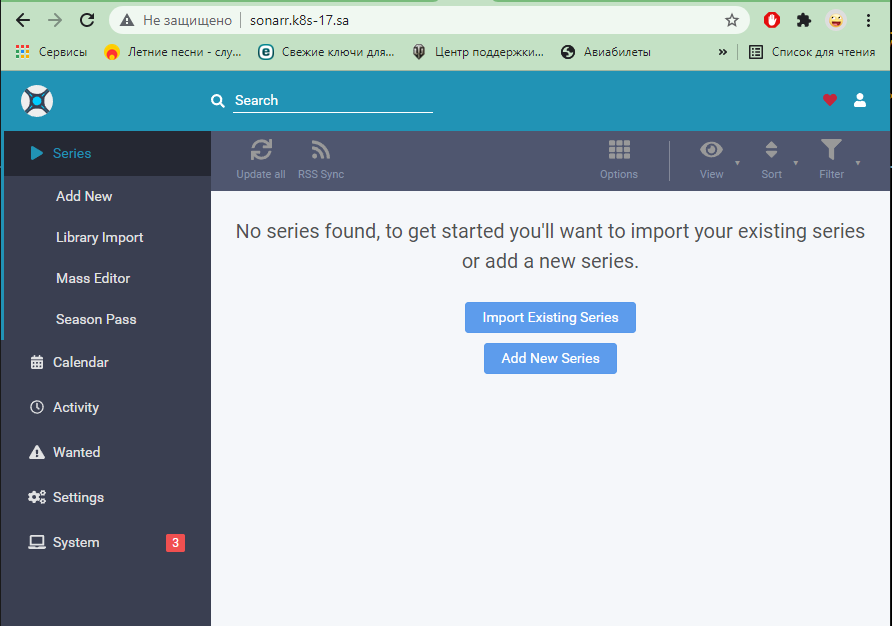 Не защищено | sonarr.k8s-17.sa
Сервисы Летние песни - слу... Свежие ключи для... Центр поддержки... Авиабилеты » Список для чтения
Search
Series
Add New
Library Import
Mass Editor
Season Pass
Calendar
Activity
Wanted
Settings
System 3
Update all RSS Sync Options View Sort Filter
No series found, to get started you'll want to import your existing series
or add a new series.
Import Existing Series
Add New Series